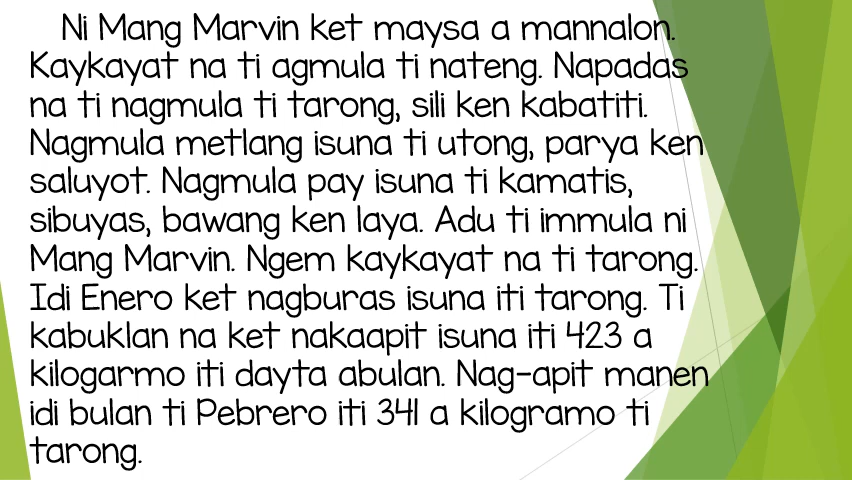 Ni Mang Marvin ket maysa a mannalon.
Kaykayat na ti agmula ti nateng. Napadas
na ti nagmula ti tarong, sili ken kabatiti.
Nagmula metlang isuna ti utong, parya ken
saluyot. Nagmula pay isuna ti kamatis,
sibuyas, bawang ken laya. Adu ti immula ni
Mang Marvin. Ngem kaykayat na ti tarong.
Idi Enero ket nagburas isuna iti tarong. Ti
kabuklan na ket nakaapit isuna iti 423 a
kilogarmo iti dayta abulan. Nag-apit manen
idi bulan ti Pebrero iti 341 a kilogramo ti
tarong.